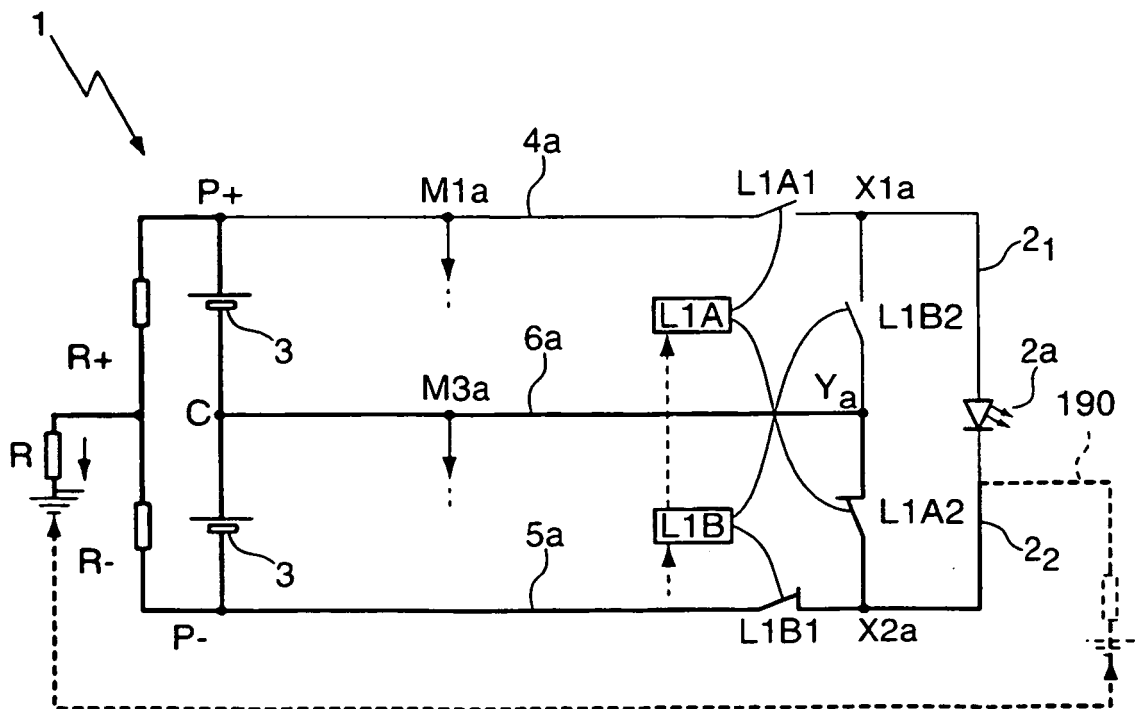 1
4a
P+
M1a
L1A1
X1a
2₁
L1A
L1B2
3
R+
6a
2a
M3a
Yₐ
190
C
R
L1B
L1A2
5a
2₂
R-
3
P-
L1B1
X2a